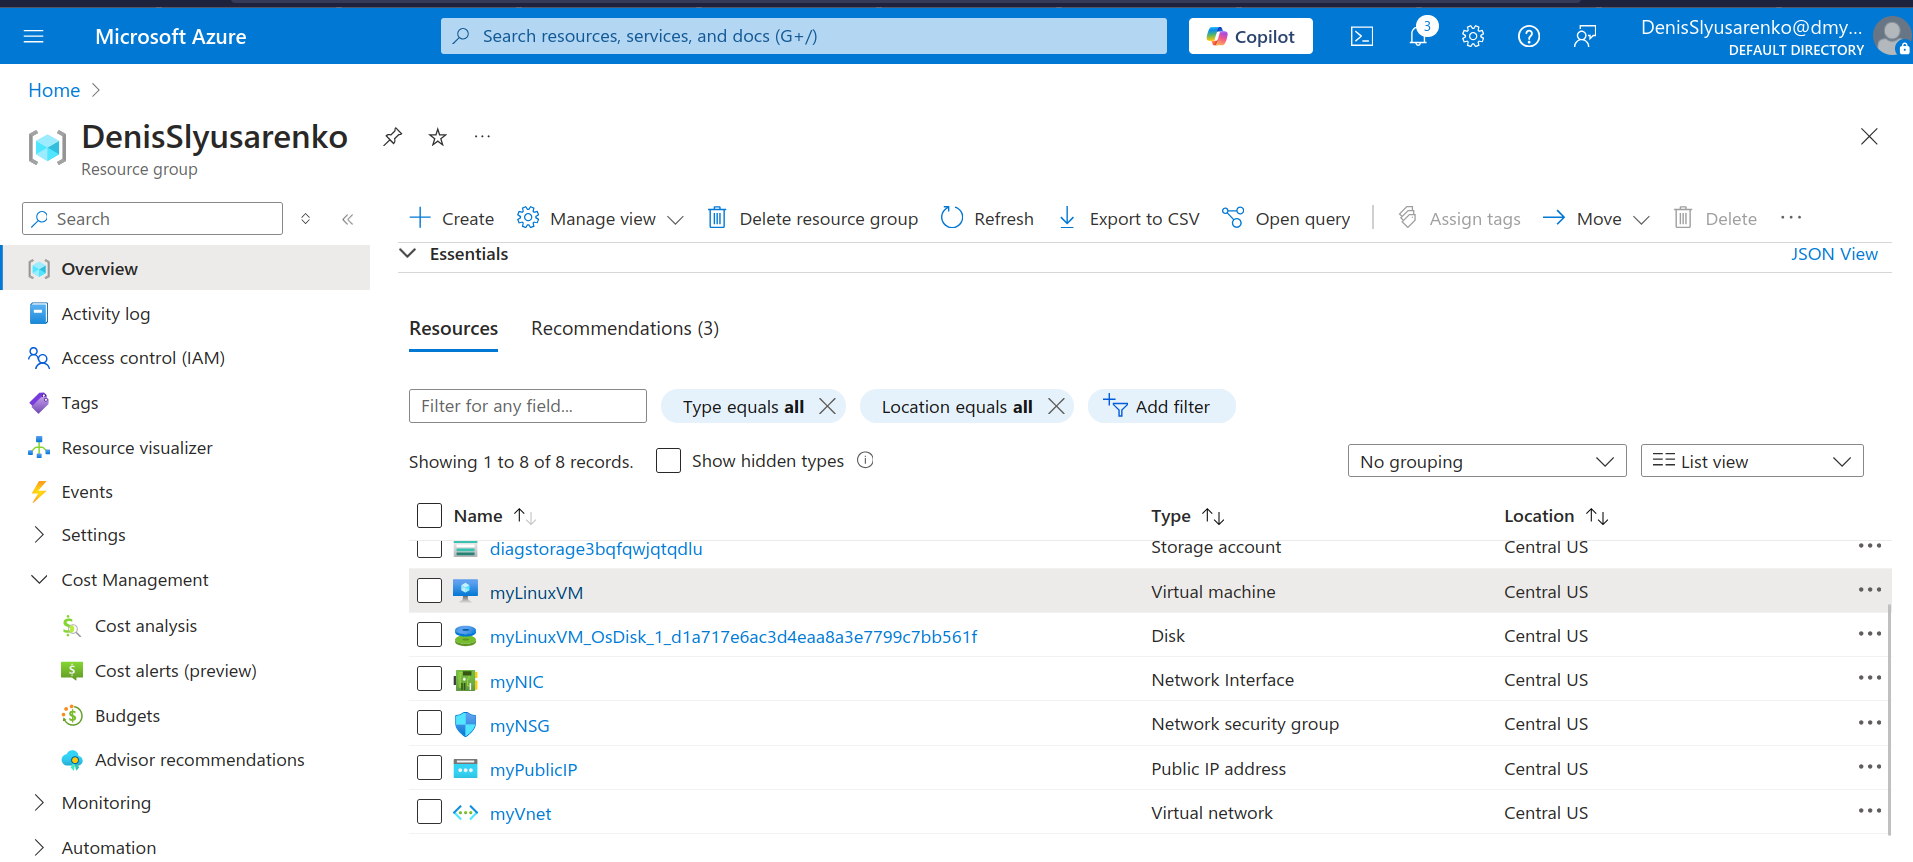 Microsoft Azure
Search resources, services, and docs (G+/)
Copilot
3
DenisSlyusarenko@dmy...
DEFAULT DIRECTORY
Home
DenisSlyusarenko
Resource group
Search
Create
Manage view
Delete resource group
Refresh
Export to CSV
Open query
Assign tags
Move
Delete
Essentials
JSON View
Overview
Activity log
Access control (IAM)
Tags
Resource visualizer
Events
Settings
Cost Management
Cost analysis
Cost alerts (preview)
Budgets
Advisor recommendations
Monitoring
Automation
Resources
Recommendations (3)
Filter for any field...
Type equals all
Location equals all
Add filter
Showing 1 to 8 of 8 records.
Show hidden types
No grouping
List view
Name
Type
Location
diagstorage3bqfqwjqtqdlu
Storage account
Central US
myLinuxVM
Virtual machine
Central US
myLinuxVM_OsDisk_1_d1a717e6ac3d4eaa8a3e7799c7bb561f
Disk
Central US
myNIC
Network Interface
Central US
myNSG
Network security group
Central US
myPublicIP
Public IP address
Central US
myVnet
Virtual network
Central US